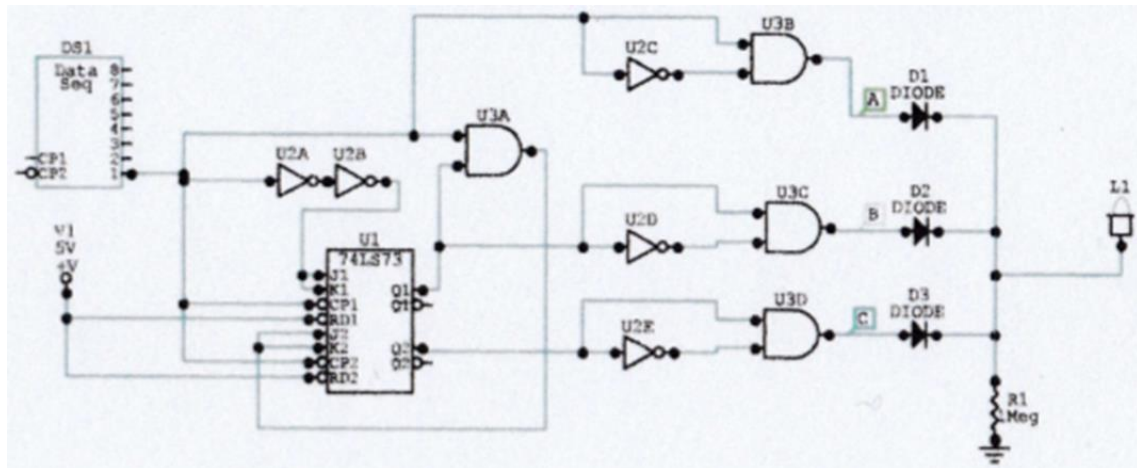 DS1
Data
Seq
8
7
6
5
4
3
2
1
CP1
CP2
V1
5V
+V
U2A
U2B
U3A
U1
74LS73
J1
K1
CP1
RD1
J2
K2
CP2
RD2
Q1
Q1
Q2
Q2
U2C
U3B
A
D1
DIODE
U2D
U3C
B
D2
DIODE
U2E
U3D
C
D3
DIODE
L1
R1
1Meg